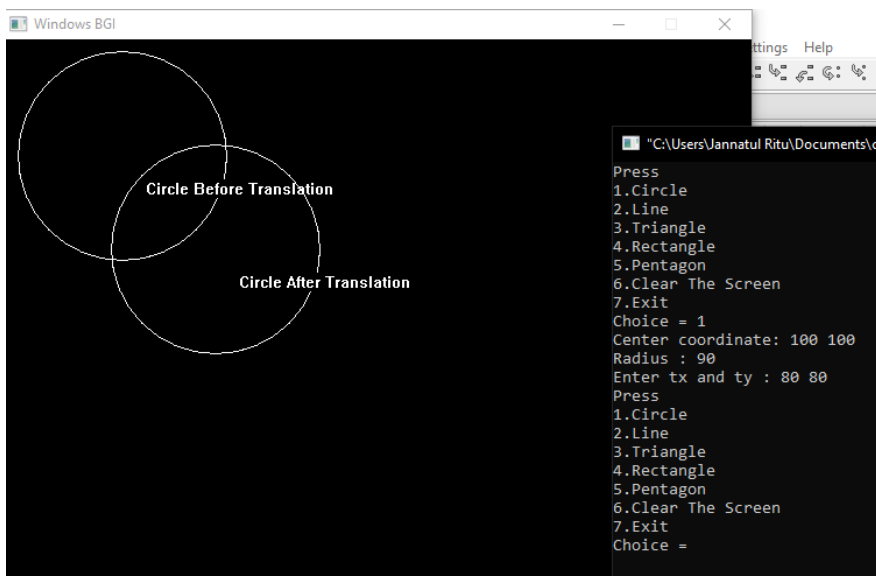 Windows BGI
ttings Help
Circle Before Translation
Circle After Translation
"C:\Users\Jannatul Ritu\Documents\c
Press
1.Circle
2.Line
3.Triangle
4.Rectangle
5.Pentagon
6.Clear The Screen
7.Exit
Choice = 1
Center coordinate: 100 100
Radius : 90
Enter tx and ty : 80 80
Press
1.Circle
2.Line
3.Triangle
4.Rectangle
5.Pentagon
6.Clear The Screen
7.Exit
Choice =